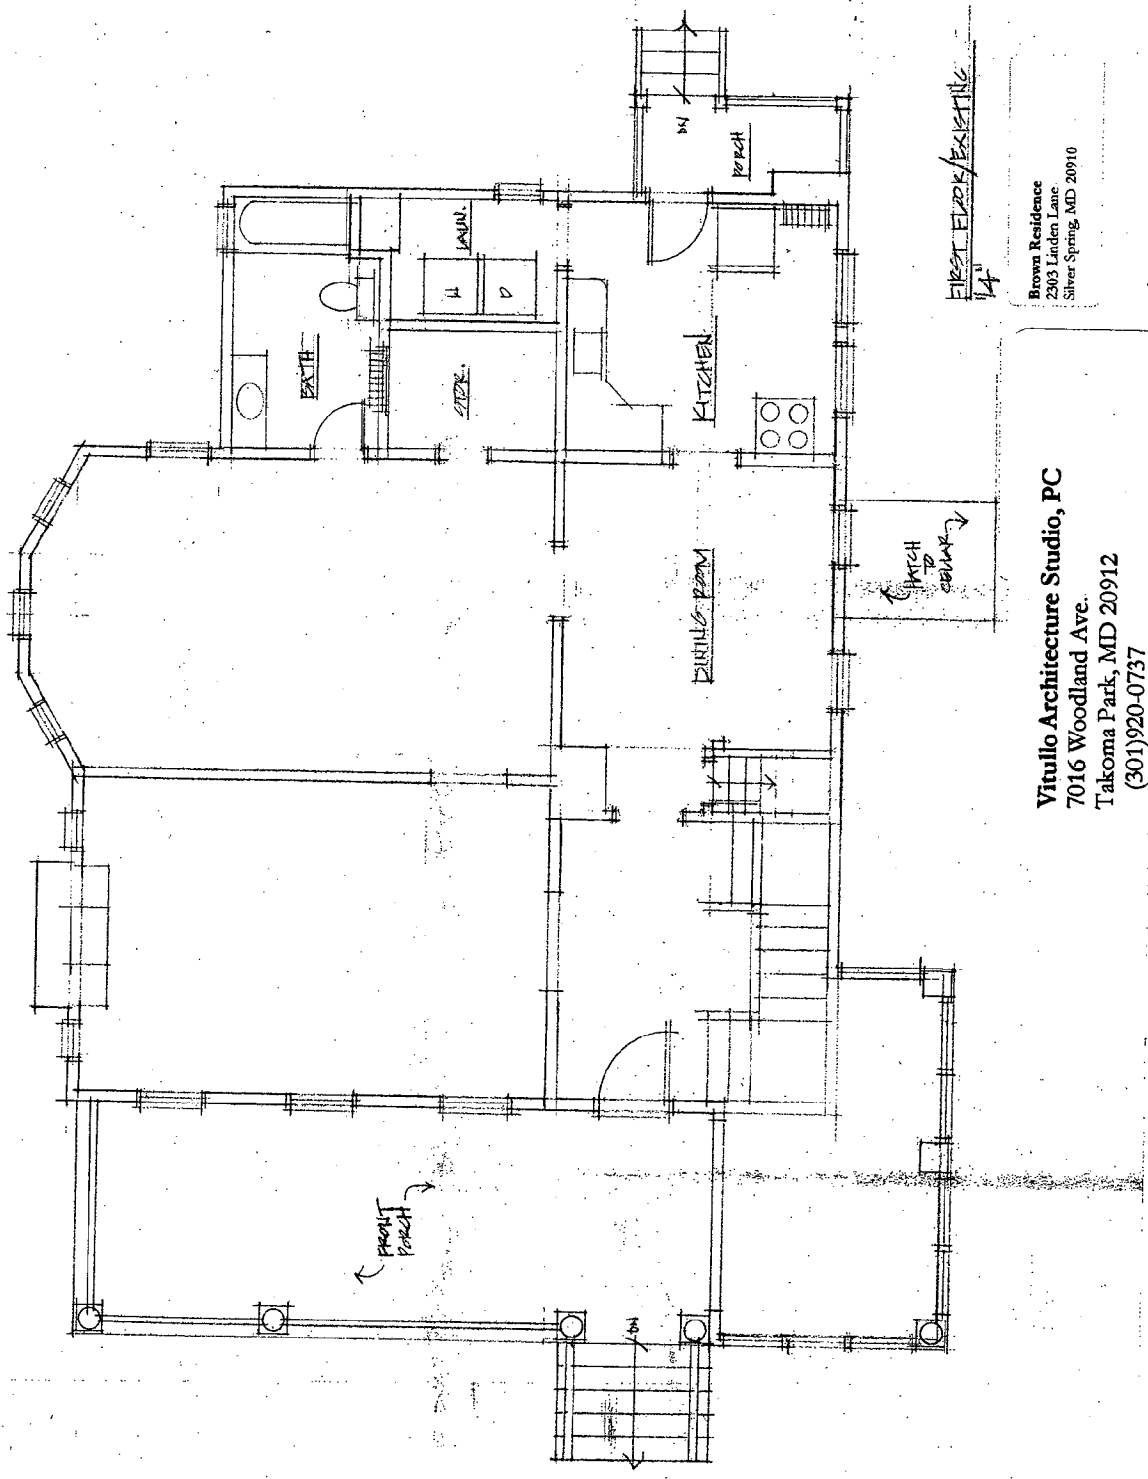 FIRST FLOOR/EXISTING
1/4"
Brown Residence
2303 Linden Lane
Silver Spring, MD 20910
Vitullo Architecture Studio, PC
7016 Woodland Ave.
Takoma Park, MD 20912
(301)920-0737
DN
PORCH
LAUN.
W
D
BATH
STOR.
KITCHEN
DINING ROOM
HATCH
TO
CELLAR
FRONT
PORCH
DN